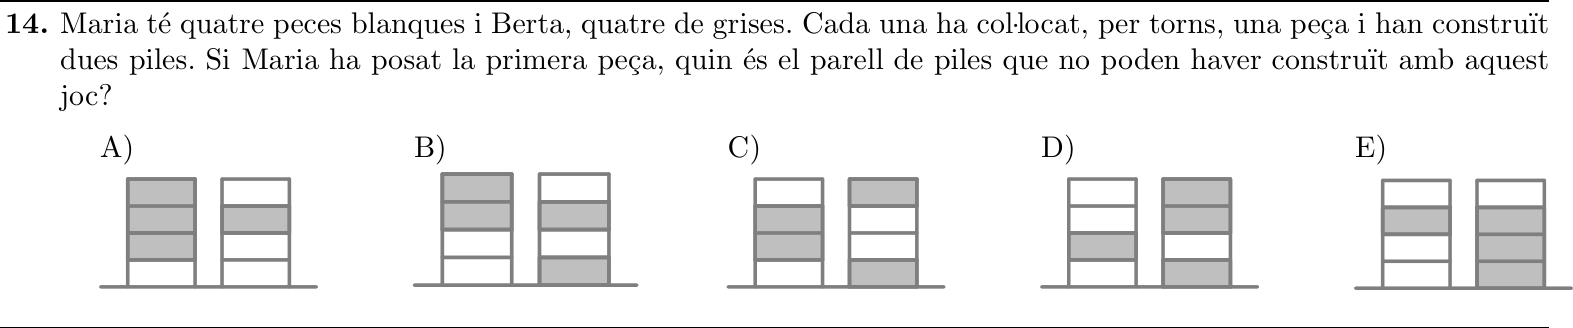 14. Maria té quatre peces blanques i Berta, quatre de grises. Cada una ha col·locat, per torns, una peça i han construït
dues piles. Si Maria ha posat la primera peça, quin és el parell de piles que no poden haver construït amb aquest
joc?
A) B) C) D) E)